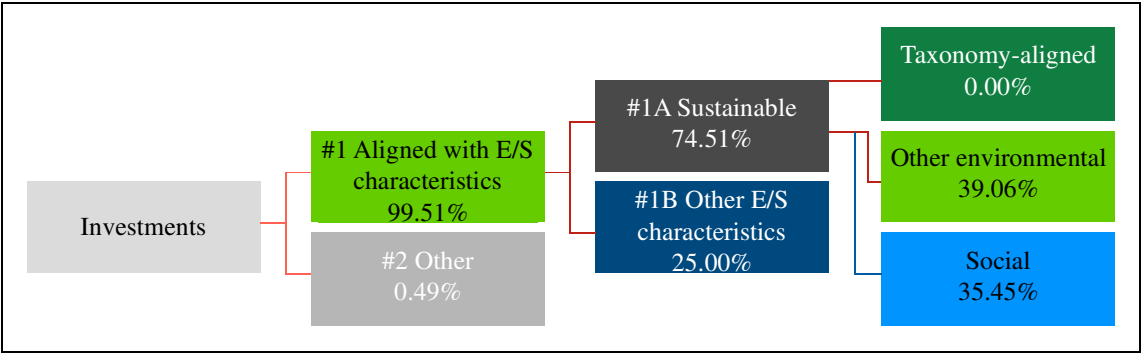 Investments
#1 Aligned with E/S
characteristics
99.51%
#2 Other
0.49%
#1A Sustainable
74.51%
#1B Other E/S
characteristics
25.00%
Taxonomy-aligned
0.00%
Other environmental
39.06%
Social
35.45%